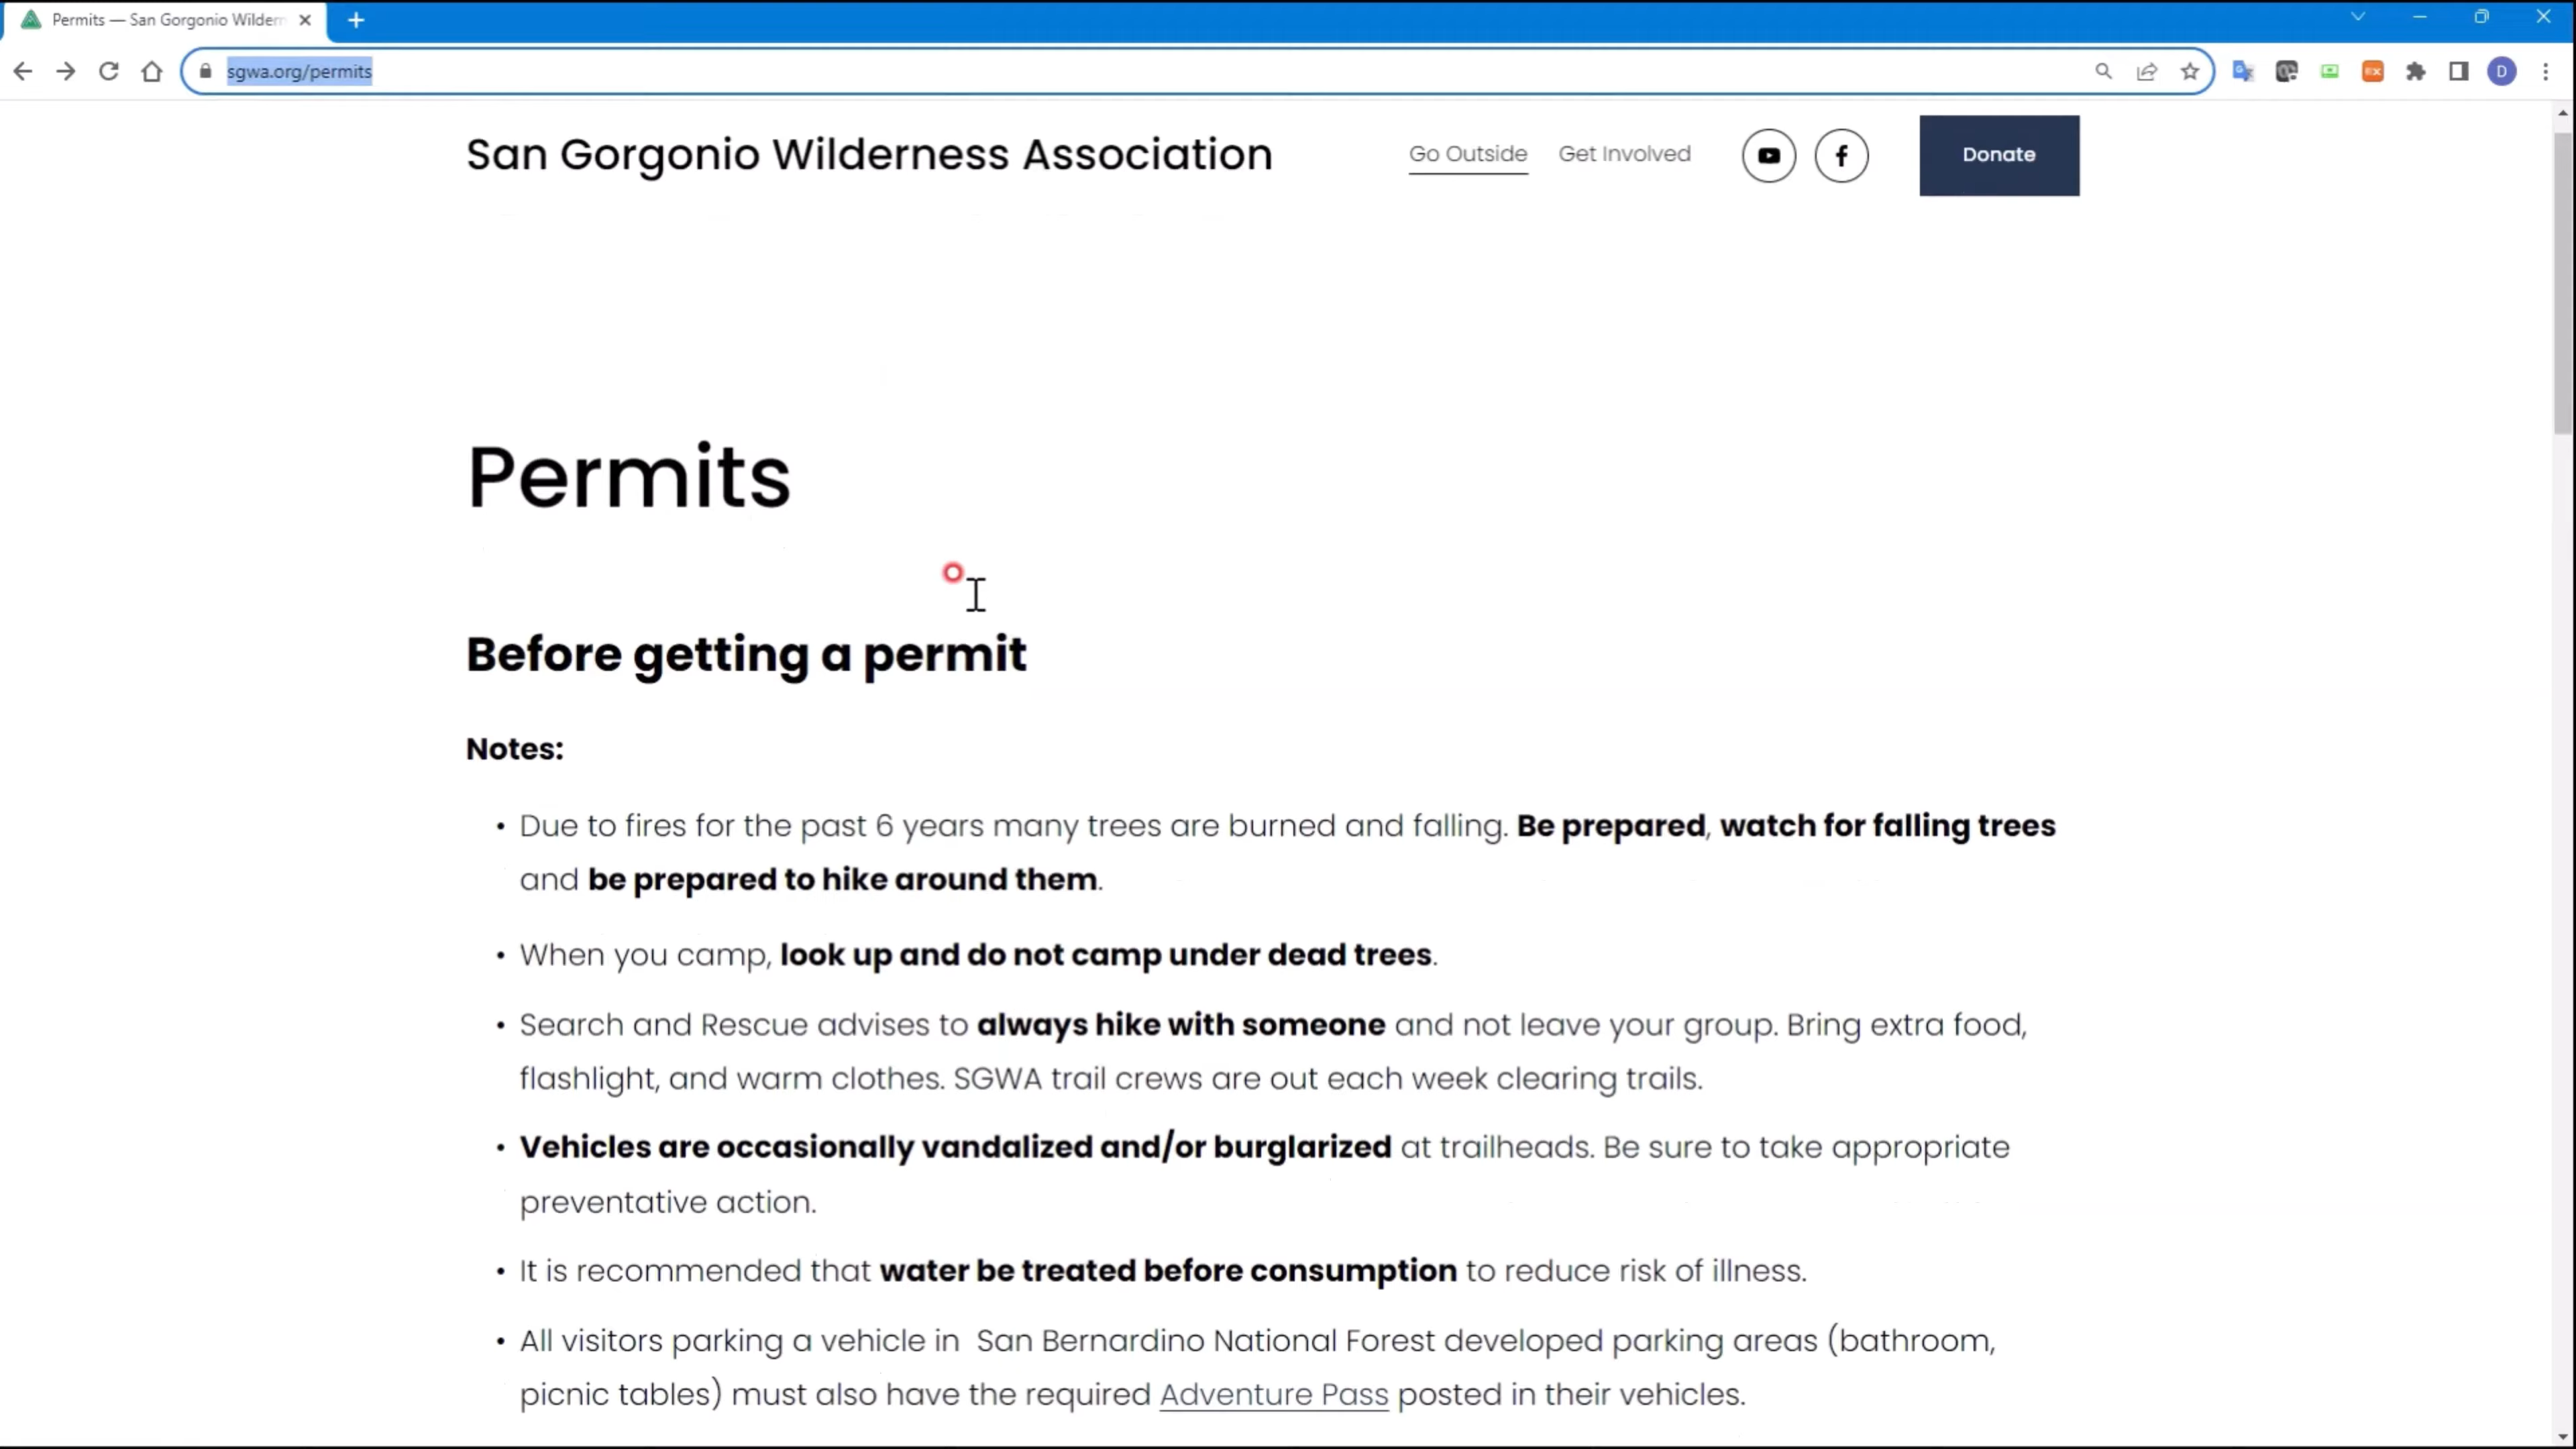 Permits — San Gorgonio Wildern
sgwa.org/permits
D
San Gorgonio Wilderness Association
Go Outside
Get Involved
Donate
Permits
Before getting a permit
Notes:
• Due to fires for the past 6 years many trees are burned and falling. Be prepared, watch for falling trees
and be prepared to hike around them.
• When you camp, look up and do not camp under dead trees.
• Search and Rescue advises to always hike with someone and not leave your group. Bring extra food,
flashlight, and warm clothes. SGWA trail crews are out each week clearing trails.
• Vehicles are occasionally vandalized and/or burglarized at trailheads. Be sure to take appropriate
preventative action.
• It is recommended that water be treated before consumption to reduce risk of illness.
• All visitors parking a vehicle in San Bernardino National Forest developed parking areas (bathroom,
picnic tables) must also have the required Adventure Pass posted in their vehicles.